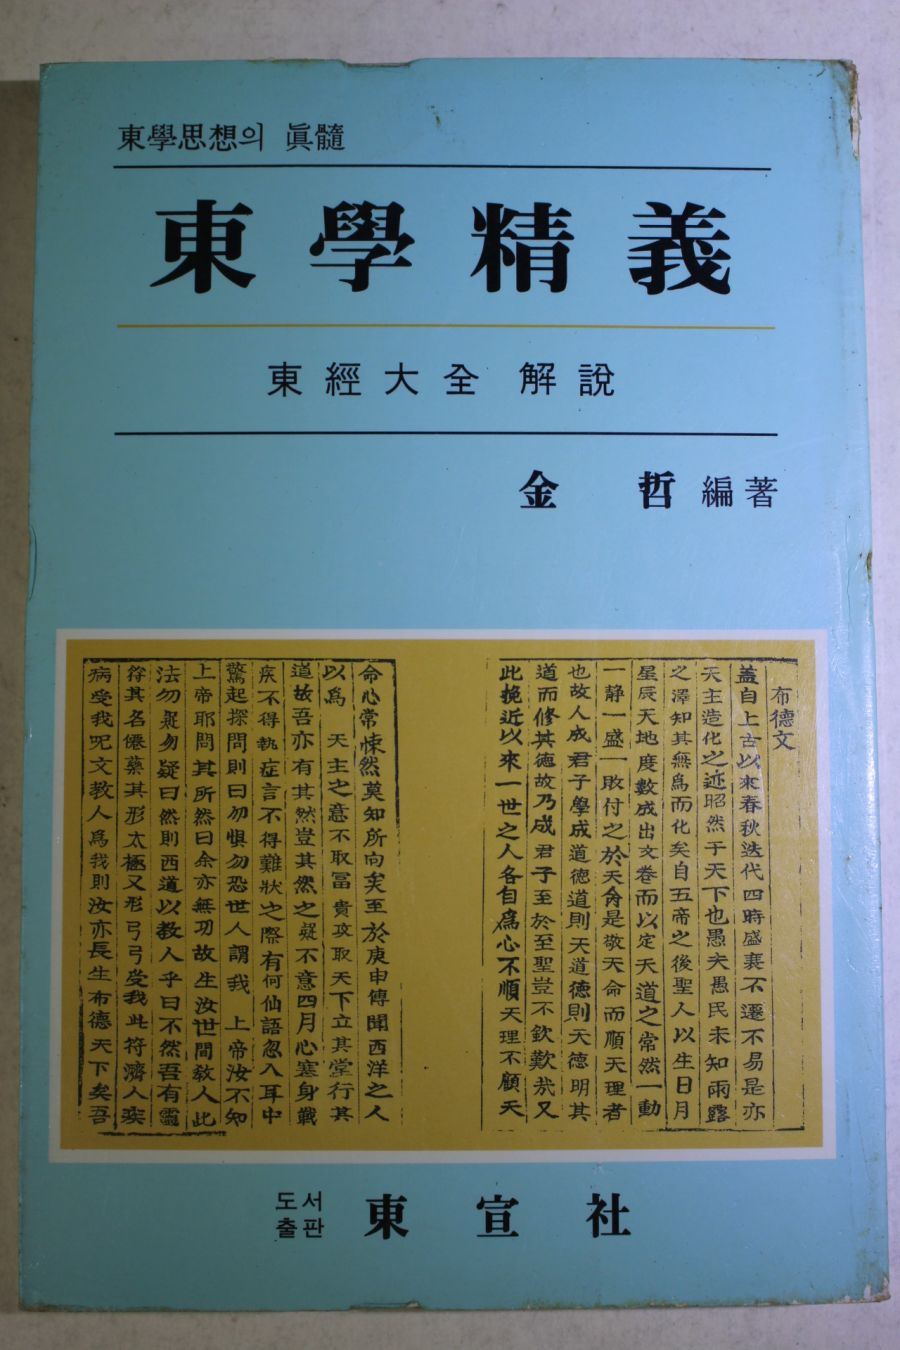 東學思想의 眞髓
東學精義
東經大全 解說
金 哲 編著
布德文
盖自上古以來春秋迭代四時盛衰不遷不易是亦
天主造化之迹昭然于天下也愚夫愚民未知雨露
之澤知其無爲而化矣自五帝之後聖人以生日月
星辰天地度數成出文卷而以定天道之常然一動
一静一盛一敗付之於天命是敬天命而順天理者
也故人成君子學成道德道則天道德則天德明其
道而修其德故乃成君子至於至聖豈不欽歎哉又
此挽近以來一世之人各自爲心不順天理不顧天
命心常悚然莫知所向矣至於庚申傳聞西洋之人
以爲 天主之意不取富貴攻取天下立其堂行其
道故吾亦有其然豈其然之疑不意四月心寒身戰
疾不得執症言不得難狀之際有何仙語忽入耳中
驚起探問則曰勿懼勿恐世人謂我 上帝汝不知
上帝耶問其所然曰余亦無功故生汝世間敎人此
法勿疑勿疑曰然則西道以敎人乎曰不然吾有靈
符其名僊藥其形太極又形弓弓受我此符濟人疾
病受我呪文教人爲我則汝亦長生布德天下矣吾
도서
출판 東宣社